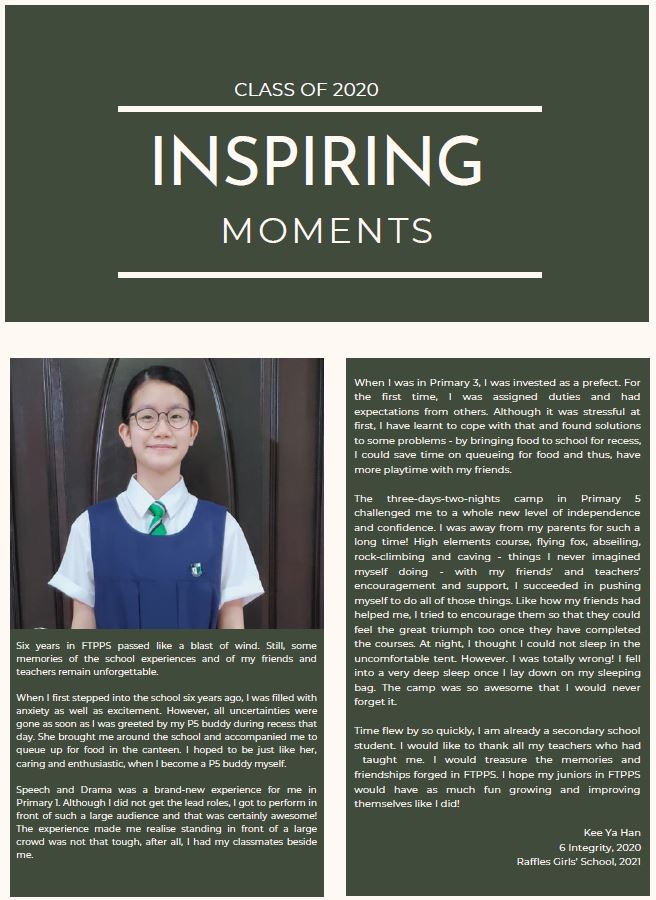 CLASS OF 2020
INSPIRING
MOMENTS
Six years in FTPPS passed like a blast of wind. Still, some
memories of the school experiences and of my friends and
teachers remain unforgettable.
When I first stepped into the school six years ago, I was filled with
anxiety as well as excitement. However, all uncertainties were
gone as soon as I was greeted by my P5 buddy during recess that
day. She brought me around the school and accompanied me to
queue up for food in the canteen. I hoped to be just like her,
caring and enthusiastic, when I become a P5 buddy myself.
Speech and Drama was a brand-new experience for me in
Primary 1. Although I did not get the lead roles, I got to perform in
front of such a large audience and that was certainly awesome!
The experience made me realise standing in front of a large
crowd was not that tough, after all, I had my classmates beside
me.
When I was in Primary 3, I was invested as a prefect. For
the first time, I was assigned duties and had
expectations from others. Although it was stressful at
first, I have learnt to cope with that and found solutions
to some problems - by bringing food to school for recess,
I could save time on queueing for food and thus, have
more playtime with my friends.
The three-days-two-nights camp in Primary 5
challenged me to a whole new level of independence
and confidence. I was away from my parents for such a
long time! High elements course, flying fox, abseiling,
rock-climbing and caving - things I never imagined
myself doing - with my friends' and teachers'
encouragement and support, I succeeded in pushing
myself to do all of those things. Like how my friends had
helped me, I tried to encourage them so that they could
feel the great triumph too once they have completed
the courses. At night, I thought I could not sleep in the
uncomfortable tent. However. I was totally wrong! I fell
into a very deep sleep once I lay down on my sleeping
bag. The camp was so awesome that I would never
forget it.
Time flew by so quickly, I am already a secondary school
student. I would like to thank all my teachers who had
taught me. I would treasure the memories and
friendships forged in FTPPS. I hope my juniors in FTPPS
would have as much fun growing and improving
themselves like I did!
Kee Ya Han
6 Integrity, 2020
Raffles Girls' School, 2021